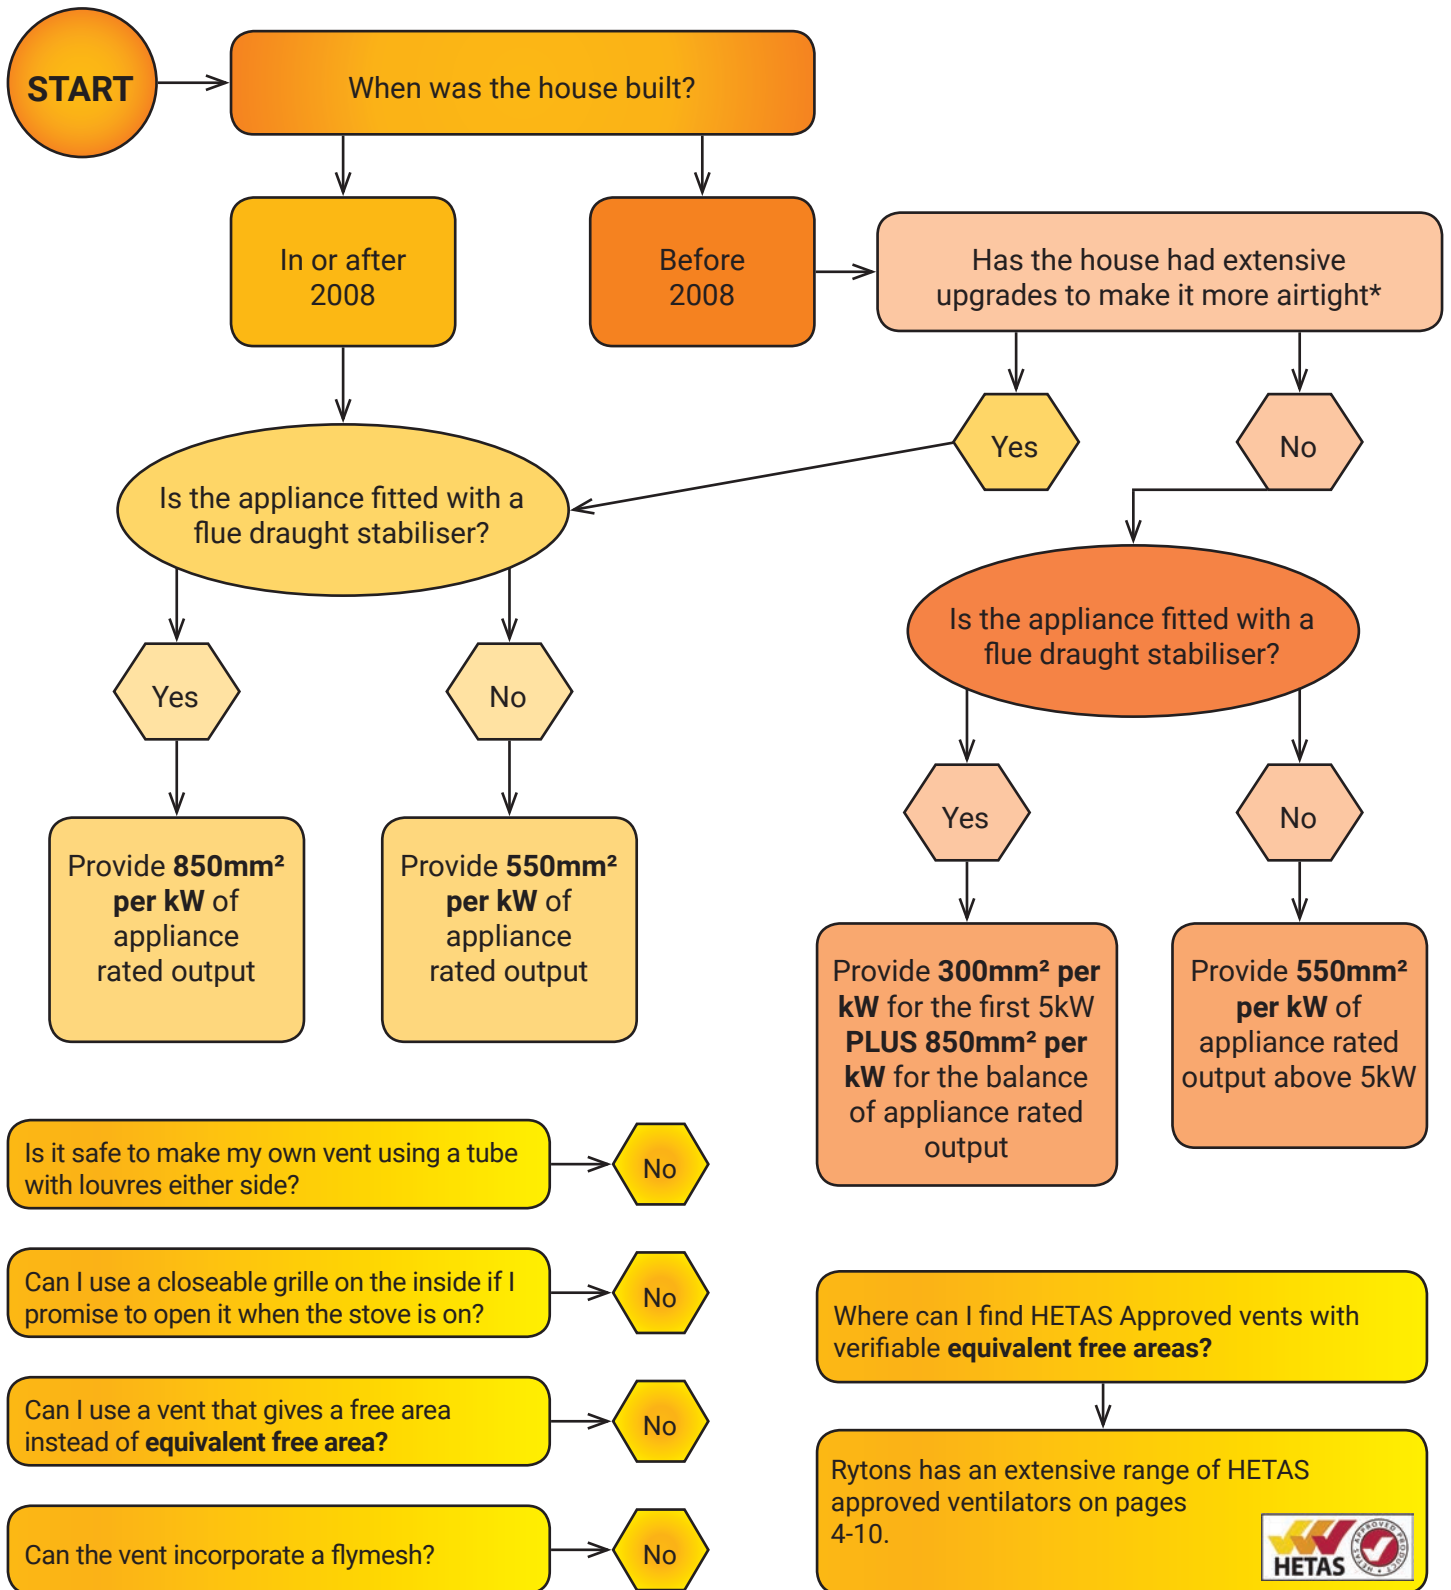 START
When was the house built?
In or after
2008
Before
2008
Has the house had extensive
upgrades to make it more airtight*
Yes
No
Is the appliance fitted with a
flue draught stabiliser?
Is the appliance fitted with a
flue draught stabiliser?
Yes
No
Yes
No
Provide 850mm²
per kW of
appliance
rated output
Provide 550mm²
per kW of
appliance
rated output
Provide 300mm² per
kW for the first 5kW
PLUS 850mm² per
kW for the balance
of appliance rated
output
Provide 550mm²
per kW of
appliance rated
output above 5kW
Is it safe to make my own vent using a tube
with louvres either side?
No
Can I use a closeable grille on the inside if I
promise to open it when the stove is on?
No
Can I use a vent that gives a free area
instead of equivalent free area?
No
Can the vent incorporate a flymesh?
No
Where can I find HETAS Approved vents with
verifiable equivalent free areas?
Rytons has an extensive range of HETAS
approved ventilators on pages
4-10.
HETAS
HETAS APPROVED PRODUCT